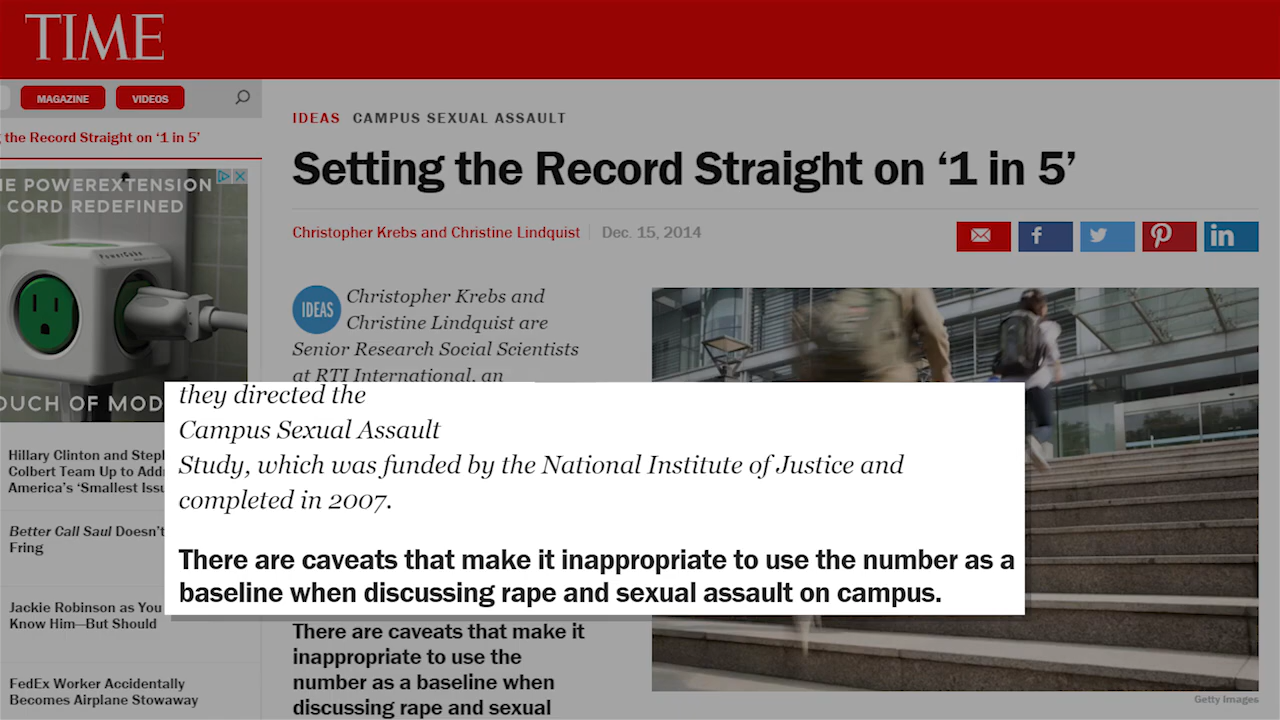 TIME
MAGAZINE
VIDEOS
the Record Straight on ‘1 in 5’
POWEREXTENSION
CORD REDEFINED
PowerCube
OUCH OF MOD
Hillary Clinton and
Colbert Team Up to
America’s ‘Smallest
Better Call Saul Doesn’t
Fring
Jackie Robinson as You
Know Him—But Should
FedEx Worker Accidentally
Becomes Airplane Stowaway
IDEAS CAMPUS SEXUAL ASSAULT
Setting the Record Straight on ‘1 in 5’
Christopher Krebs and Christine Lindquist
Dec. 15, 2014
f
in
IDEAS
Christopher Krebs and
Christine Lindquist are
Senior Research Social Scientists
at RTI International, an
they directed the
Campus Sexual Assault
Study, which was funded by the National Institute of Justice and
completed in 2007.
There are caveats that make it inappropriate to use the number as a
baseline when discussing rape and sexual assault on campus.
There are caveats that make it
inappropriate to use the
number as a baseline when
discussing rape and sexual
Getty Images